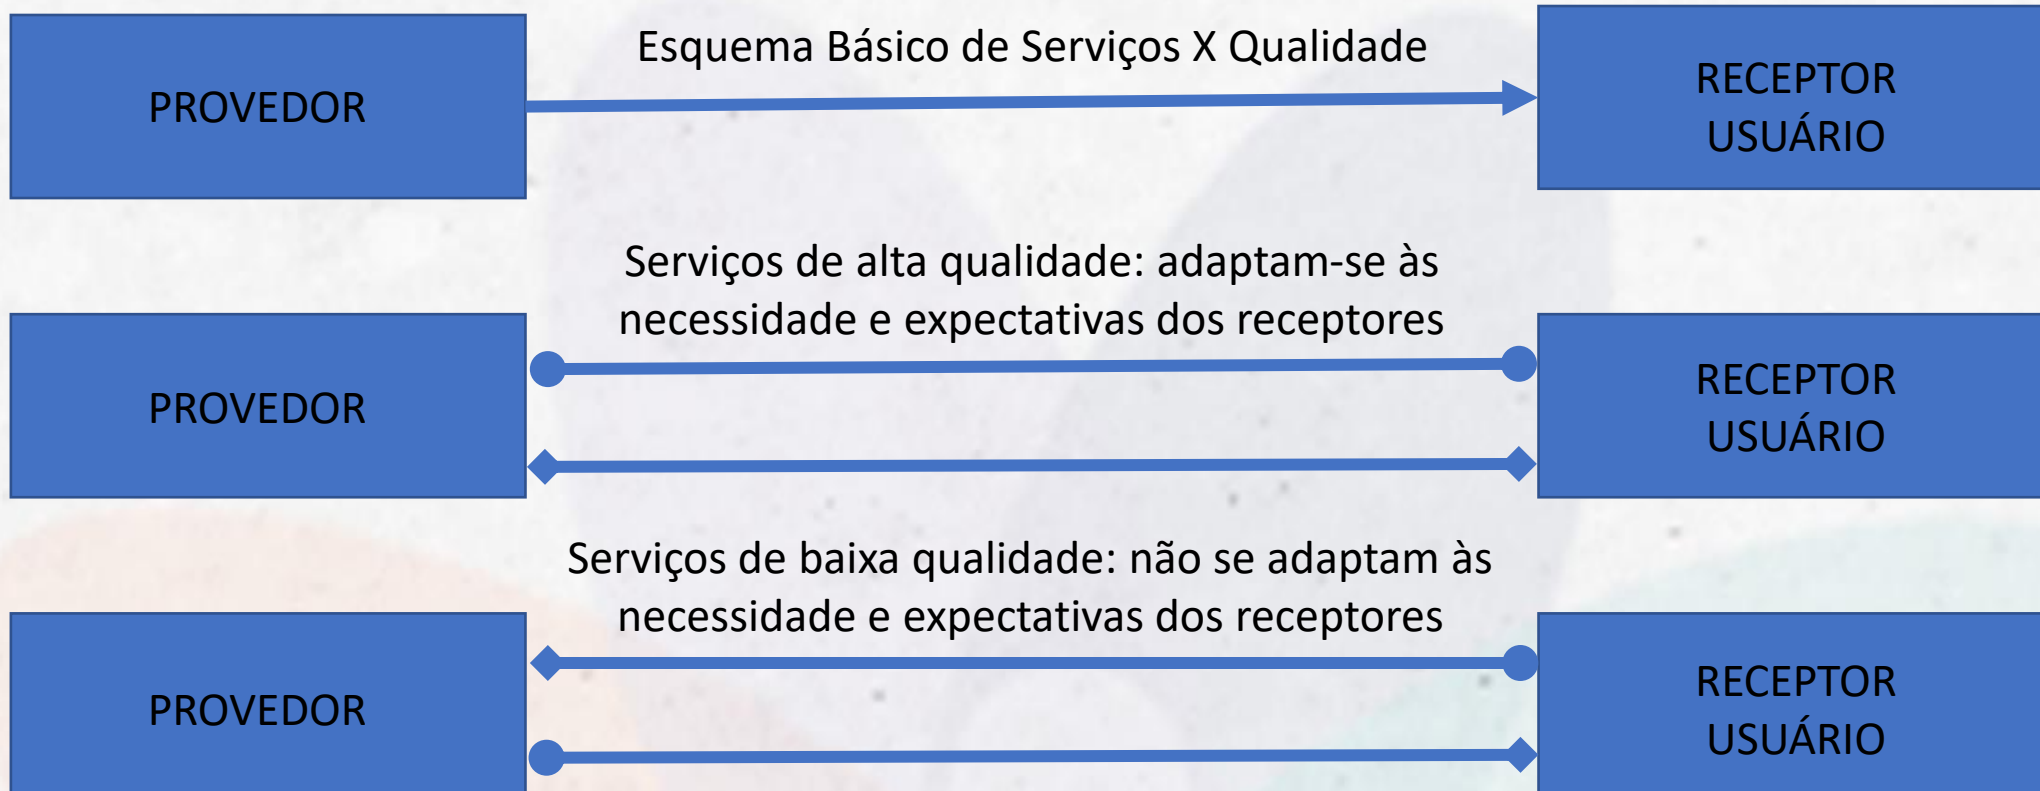 PROVEDOR
Esquema Básico de Serviços X Qualidade
RECEPTOR
USUÁRIO
Serviços de alta qualidade: adaptam-se às
necessidade e expectativas dos receptores
PROVEDOR
RECEPTOR
USUÁRIO
Serviços de baixa qualidade: não se adaptam às
necessidade e expectativas dos receptores
PROVEDOR
RECEPTOR
USUÁRIO